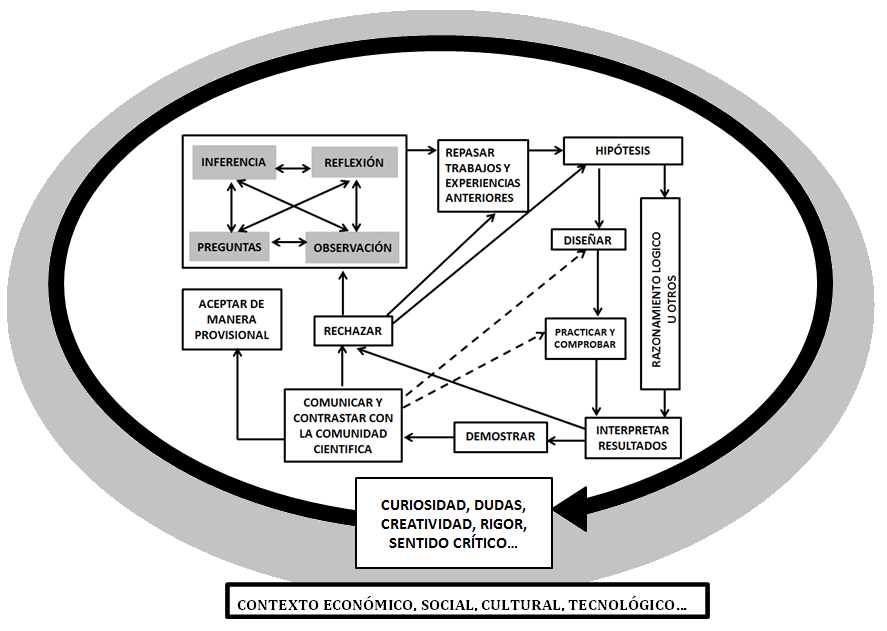 INFERENCIA
REFLEXIÓN
PREGUNTAS
OBSERVACIÓN
REPASAR
TRABAJOS Y
EXPERIENCIAS
ANTERIORES
HIPÓTESIS
DISEÑAR
RAZONAMIENTO LOGICO
U OTROS
ACEPTAR DE
MANERA
PROVISIONAL
RECHAZAR
PRACTICAR Y
COMPROBAR
COMUNICAR Y
CONTRASTAR CON
LA COMUNIDAD
CIENTIFICA
DEMOSTRAR
INTERPRETAR
RESULTADOS
CURIOSIDAD, DUDAS,
CREATIVIDAD, RIGOR,
SENTIDO CRÍTICO...
CONTEXTO ECONÓMICO, SOCIAL, CULTURAL, TECNOLÓGICO...